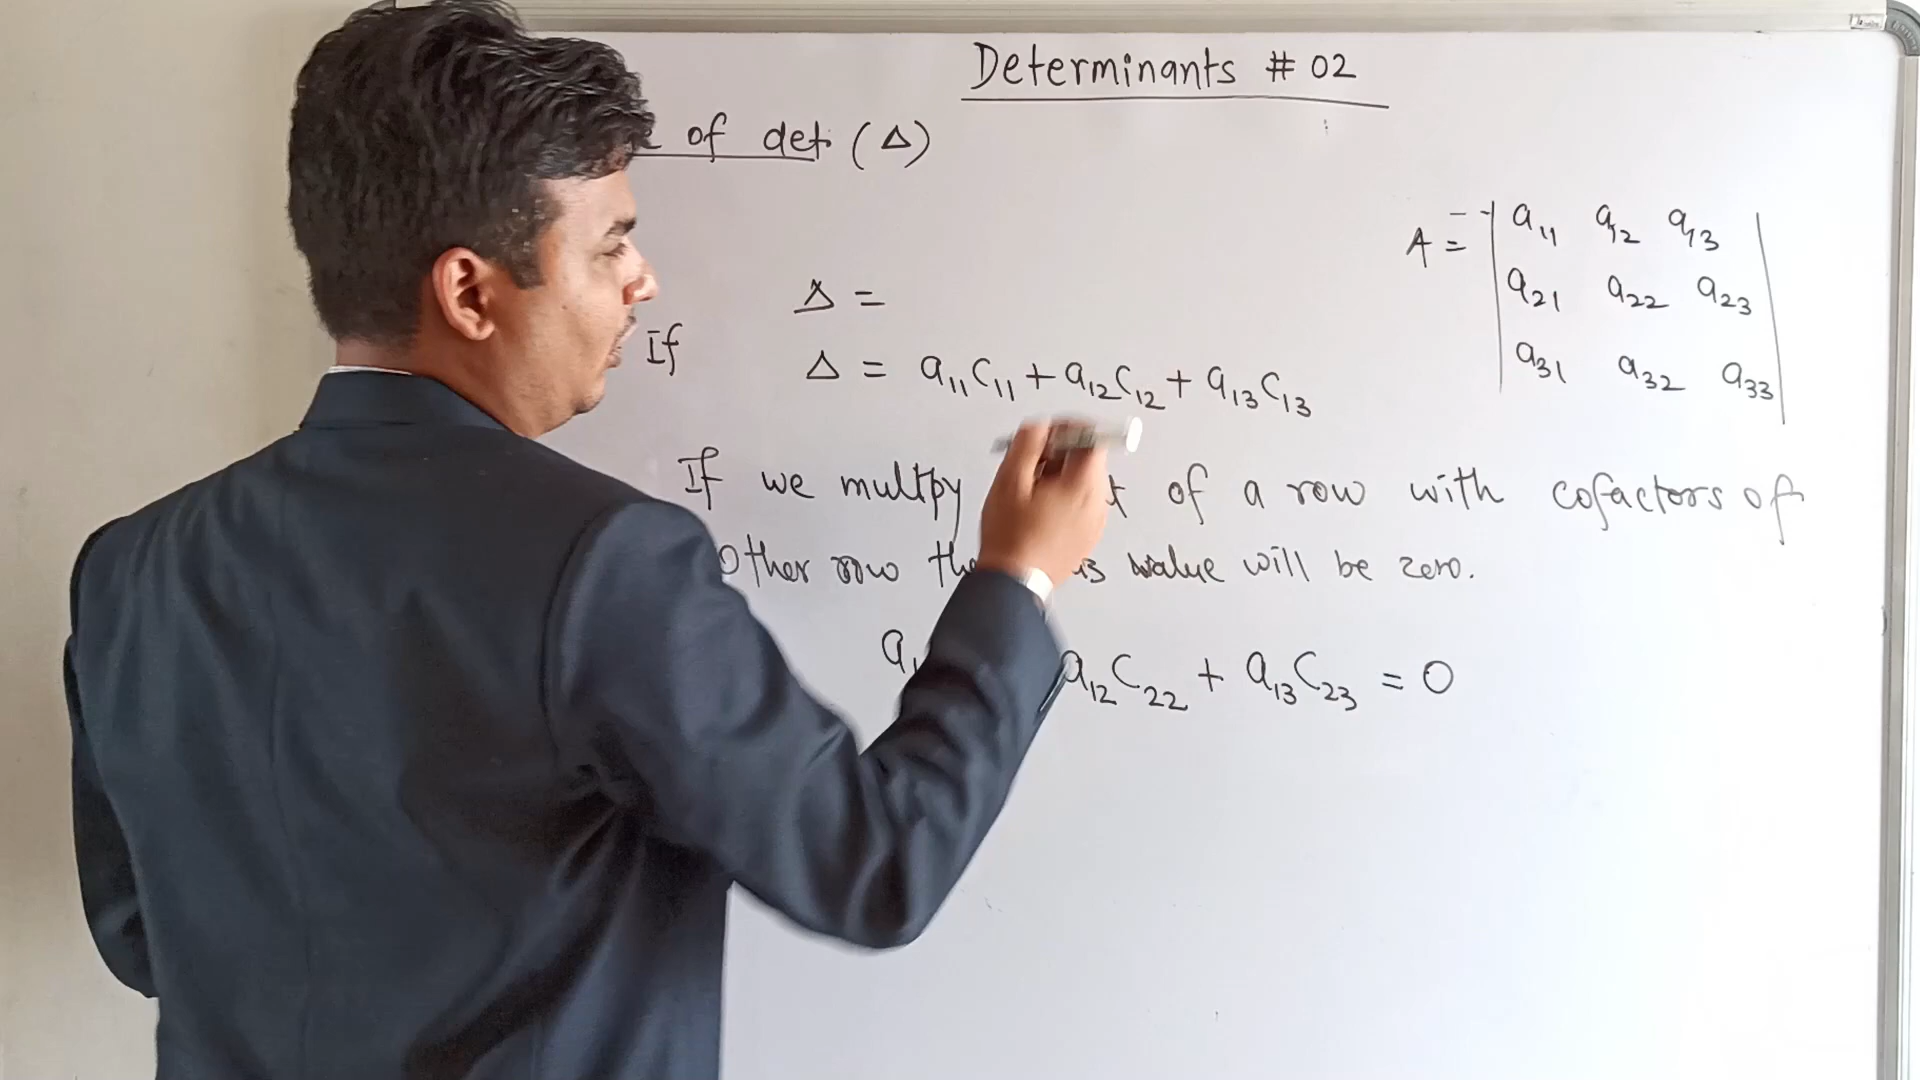 Determinants # 02
of det (Δ)
A = | a₁₁ a₁₂ a₁₃ |
| a₂₁ a₂₂ a₂₃ |
| a₃₁ a₃₂ a₃₃ |
Δ =
If
Δ = a₁₁C₁₁ + a₁₂C₁₂ + a₁₃C₁₃
If we multpy of a row with cofactors of
other row value will be zero.
a₁₂C₂₂ + a₁₃C₂₃ = 0